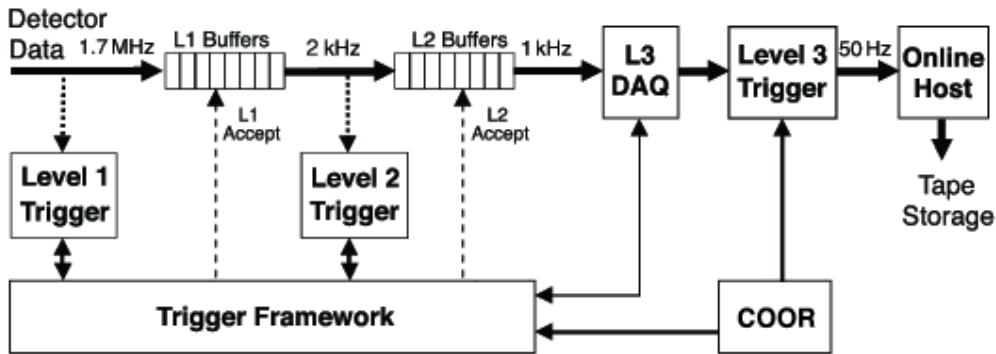 Detector
Data
1.7 MHz
L1 Buffers
2 kHz
L2 Buffers
1 kHz
L3
DAQ
Level 3
Trigger
50 Hz
Online
Host
L1
Accept
L2
Accept
Level 1
Trigger
Level 2
Trigger
Tape
Storage
Trigger Framework
COOR